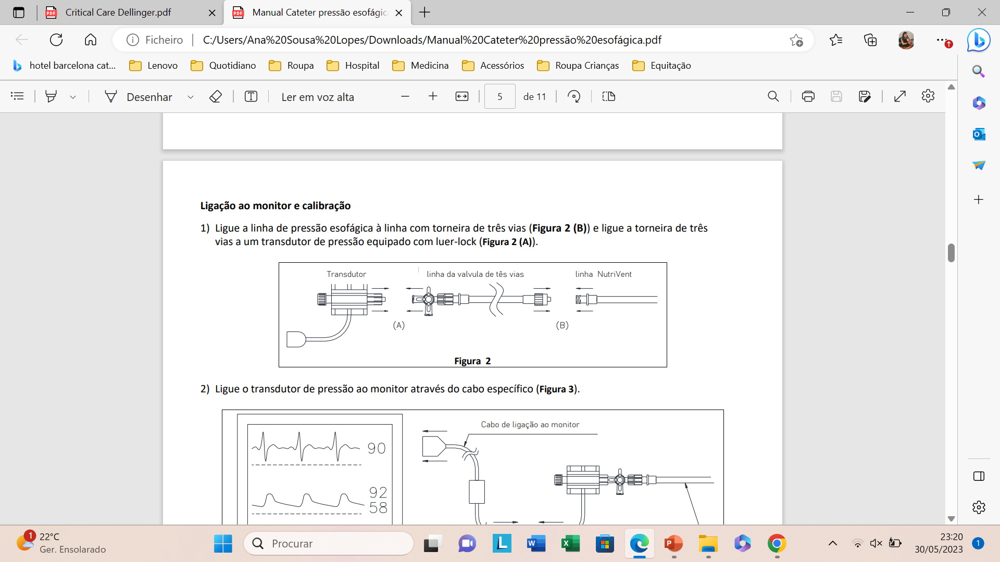 Critical Care Dellinger.pdf
Manual Cateter pressão esofágic
Ficheiro
C:/Users/Ana%20Sousa%20Lopes/Downloads/Manual%20Cateter%20pressão%20esofágica.pdf
hotel barcelona cat...
Lenovo
Quotidiano
Roupa
Hospital
Medicina
Acessórios
Roupa Crianças
Equitação
Desenhar
Ler em voz alta
5
de 11
Ligação ao monitor e calibração
1) Ligue a linha de pressão esofágica à linha com torneira de três vias (Figura 2 (B)) e ligue a torneira de três
vias a um transdutor de pressão equipado com luer-lock (Figura 2 (A)).
Transdutor
linha da valvula de tês vias
linha NutriVent
(A)
(B)
Figura 2
2) Ligue o transdutor de pressão ao monitor através do cabo específico (Figura 3).
Cabo de ligação ao monitor
90
92
58
1
22°C
Ger. Ensolarado
Procurar
23:20
30/05/2023
1